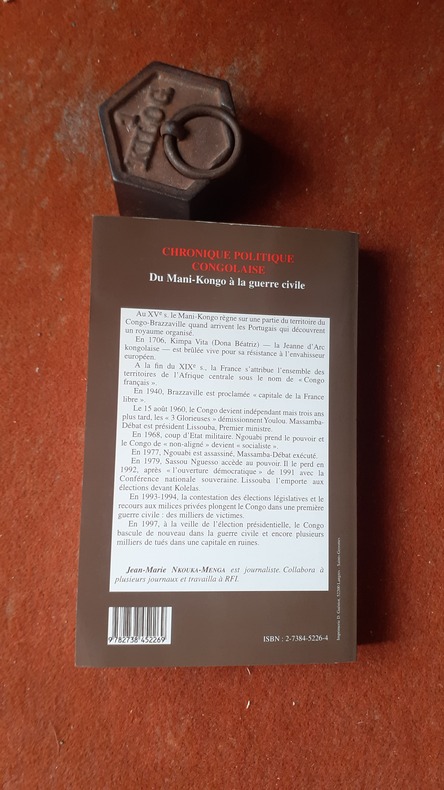 CHRONIQUE POLITIQUE
CONGOLAISE
Du Mani-Kongo à la guerre civile
Au XVe s. le Mani-Kongo règne sur une partie du territoire du
Congo-Brazzaville quand arrivent les Portugais qui découvrent
un royaume organisé.
En 1706, Kimpa Vita (Dona Béatriz) — la Jeanne d'Arc
kongolaise — est brûlée vive pour sa résistance à l'envahisseur
européen.
A la fin du XIXe s., la France s'attribue l'ensemble des
territoires de l'Afrique centrale sous le nom de « Congo
français ».
En 1940, Brazzaville est proclamée « capitale de la France
libre ».
Le 15 août 1960, le Congo devient indépendant mais trois ans
plus tard, les « 3 Glorieuses » démissionnent Youlou. Massamba-
Débat est président Lissouba, Premier ministre.
En 1968, coup d'Etat militaire. Ngouabi prend le pouvoir et
le Congo de « non-aligné » devient « socialiste ».
En 1977, Ngouabi est assassiné, Massamba-Débat exécuté.
En 1979, Sassou Nguesso accède au pouvoir. Il le perd en
1992, après « l'ouverture démocratique » de 1991 avec la
Conférence nationale souveraine. Lissouba l'emporte aux
élections devant Kolelas.
En 1993-1994, la contestation des élections législatives et le
recours aux milices privées plongent le Congo dans une première
guerre civile : des milliers de victimes.
En 1997, à la veille de l'élection présidentielle, le Congo
bascule de nouveau dans la guerre civile et encore plusieurs
milliers de tués dans une capitale en ruines.
Jean-Marie NKOUKA-MENGA est journaliste. Collabora à
plusieurs journaux et travailla à RFI.
9782738452269
ISBN : 2-7384-5226-4